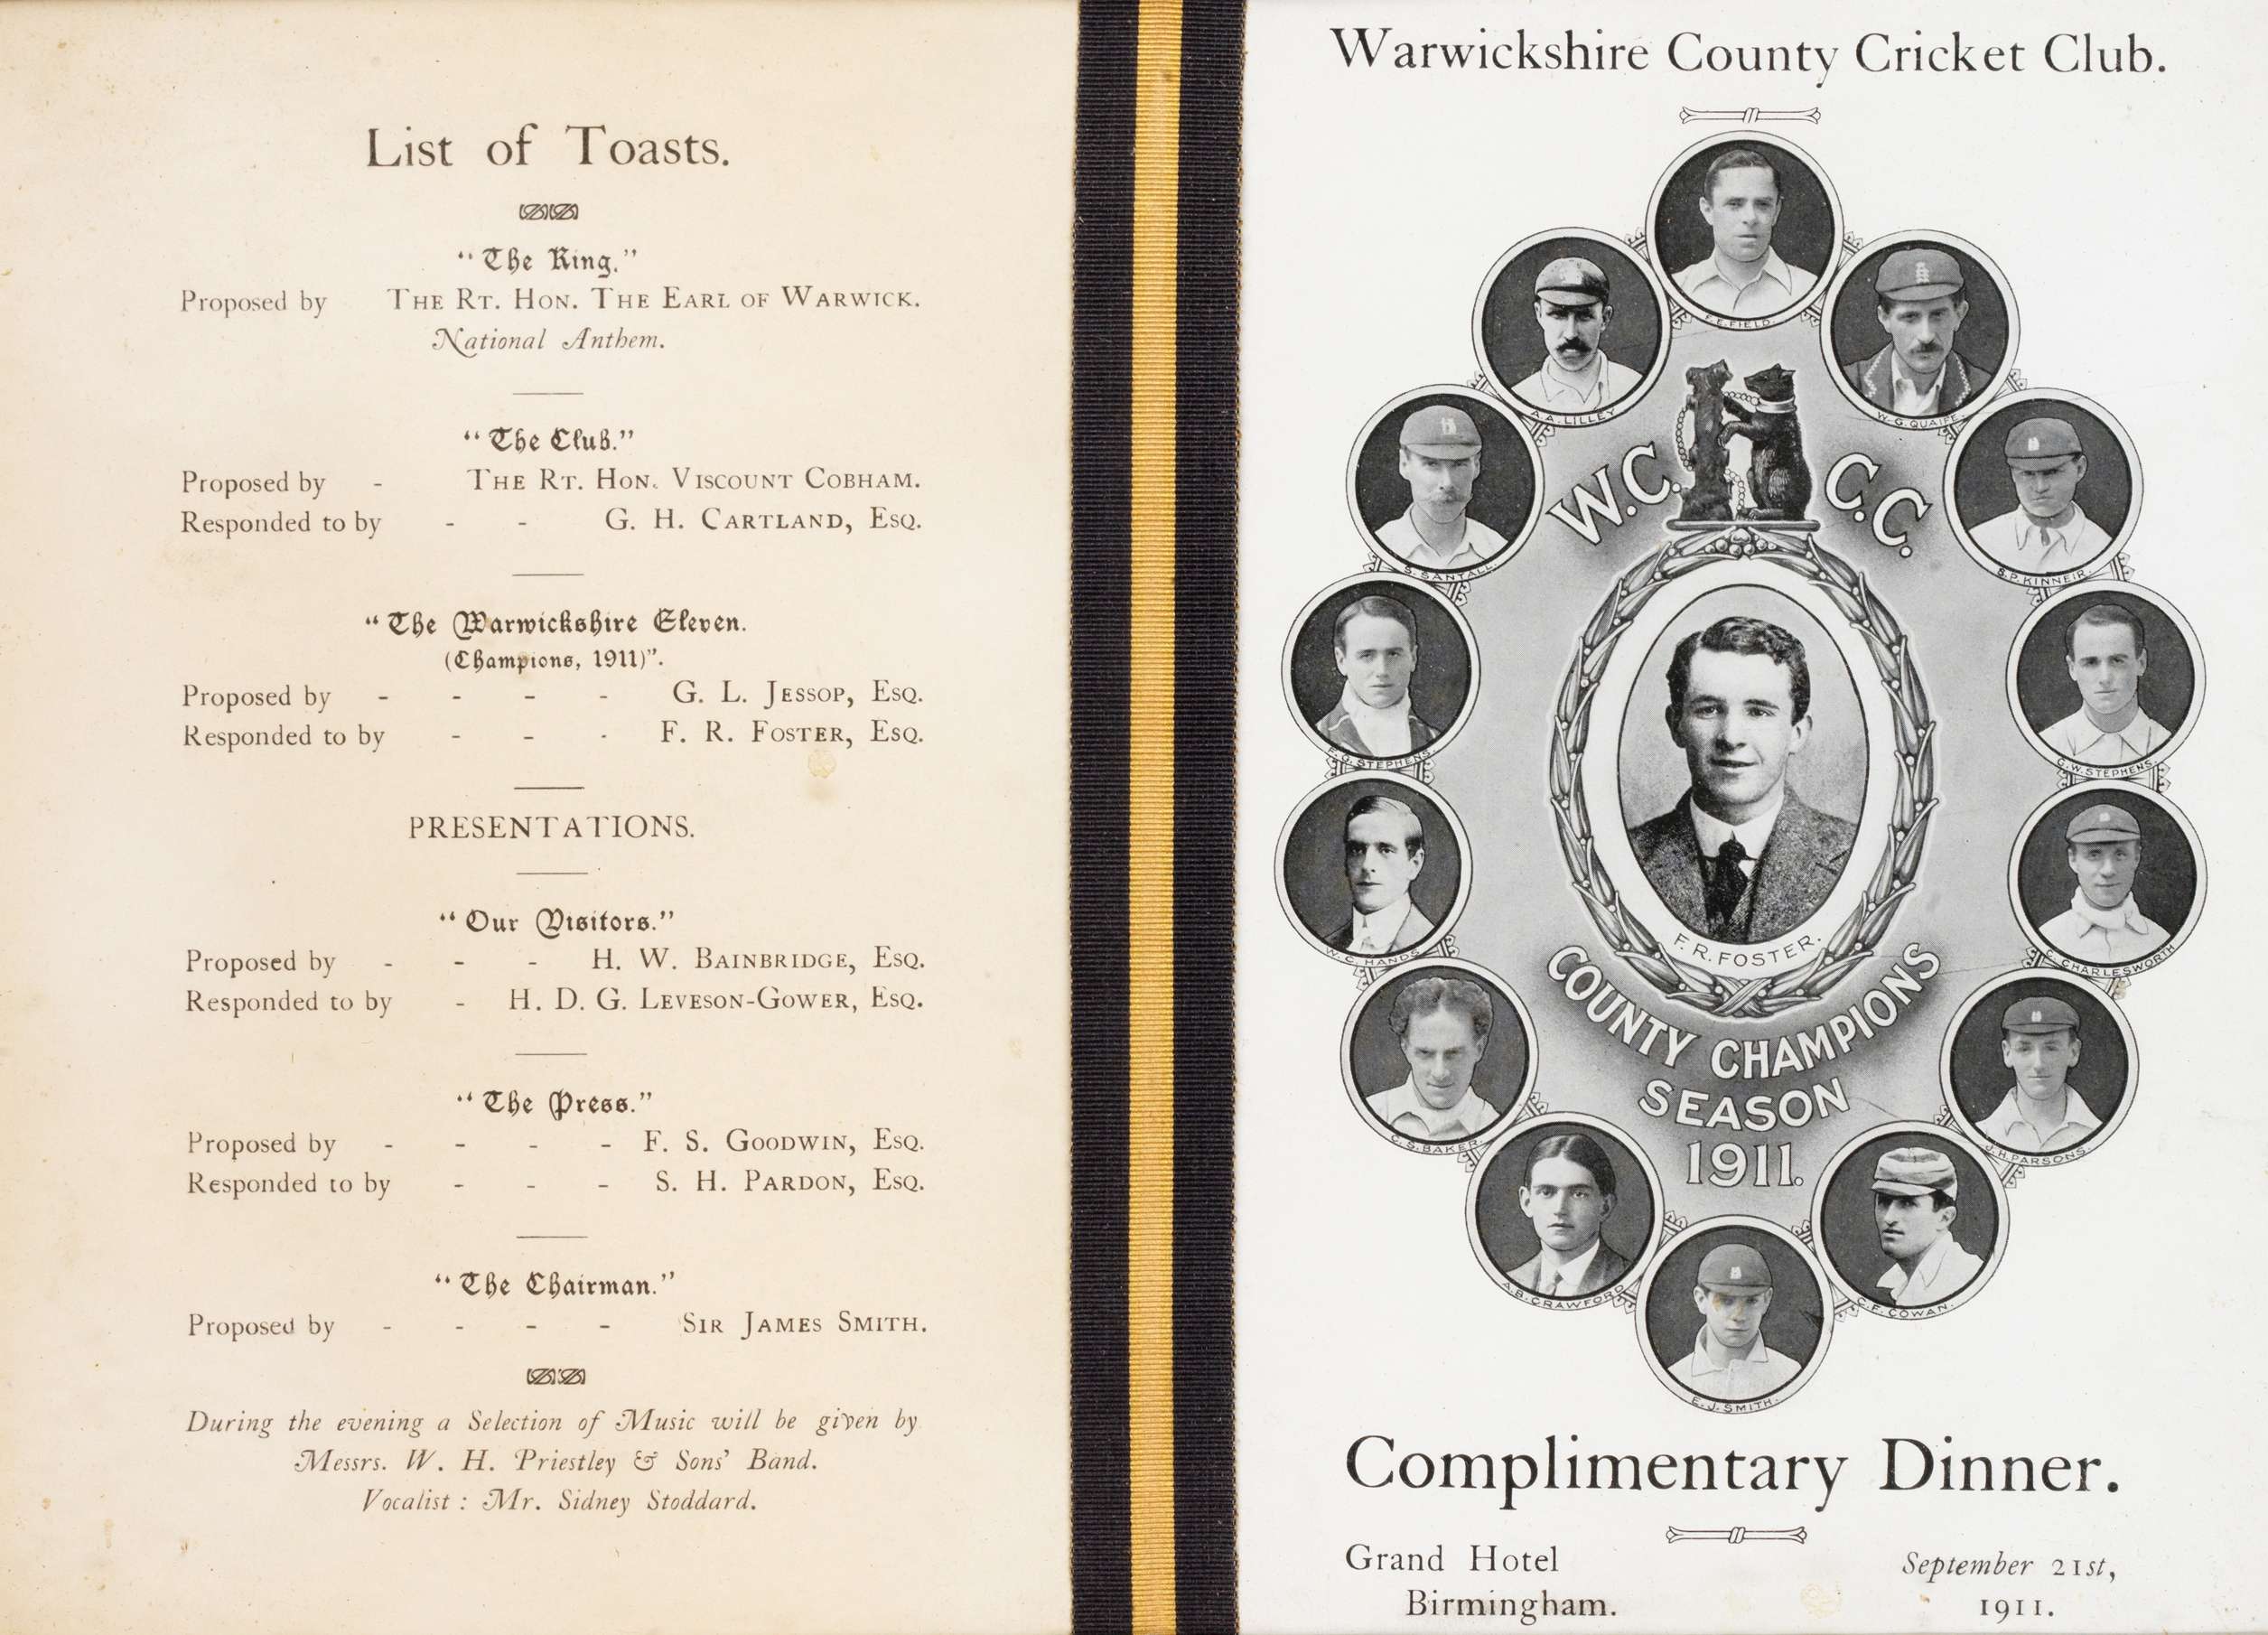 List of Toasts.
“The King.”
Proposed by THE RT. HON. THE EARL OF WARWICK.
National Anthem.
“The Club.”
Proposed by - THE RT. HON. VISCOUNT COBHAM.
Responded to by - - G. H. CARTLAND, ESQ.
“The Warwickshire Eleven.
(Champions, 1911)”.
Proposed by - - - - G. L. JESSOP, ESQ.
Responded to by - - - F. R. FOSTER, ESQ.
PRESENTATIONS.
“Our Visitors.”
Proposed by - - - H. W. BAINBRIDGE, ESQ.
Responded to by - H. D. G. LEVESON-GOWER, ESQ.
“The Press.”
Proposed by - - - - F. S. GOODWIN, ESQ.
Responded to by - - - S. H. PARDON, ESQ.
“The Chairman.”
Proposed by - - - - SIR JAMES SMITH.
During the evening a Selection of Music will be given by
Messrs. W. H. Priestley & Sons’ Band.
Vocalist : Mr. Sidney Stoddard.
Warwickshire County Cricket Club.
F.E. FIELD.
A.A. LILLEY
W.G. QUAIFE.
S. SANTALL.
S.P. KINNEIR.
W.C. C.C.
F.G. STEPHENS.
G.W. STEPHENS.
F. R. FOSTER.
W.C. HANDS
C. CHARLESWORTH
C.S. BAKER.
J.H. PARSONS.
COUNTY CHAMPIONS
SEASON
1911.
A.B. CRAWFORD
C.F. COWAN.
E.J. SMITH.
Complimentary Dinner.
Grand Hotel
Birmingham.
September 21st,
1911.